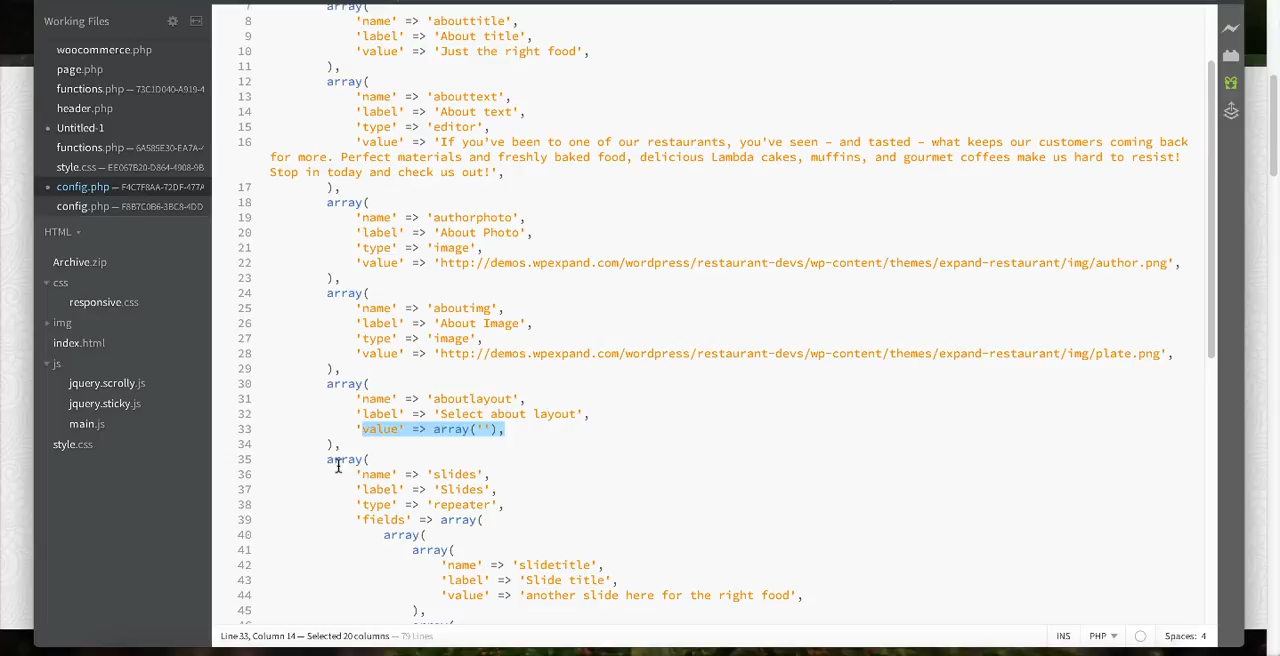 Working Files
woocommerce.php
page.php
functions.php — 73C1D040-A919-4
header.php
Untitled-1
functions.php — 6A585E30-EA7A-4
style.css — EE067B20-D864-4908-9B
config.php — F4C7F8AA-72DF-477A
config.php — F8B7C0B6-3BC8-4DD
HTML
Archive.zip
css
responsive.css
img
index.html
js
jquery.scrolly.js
jquery.sticky.js
main.js
style.css
7 array(
8 'name' => 'abouttitle',
9 'label' => 'About title',
10 'value' => 'Just the right food',
11 ),
12 array(
13 'name' => 'abouttext',
14 'label' => 'About text',
15 'type' => 'editor',
16 'value' => 'If you've been to one of our restaurants, you've seen – and tasted – what keeps our customers coming back
for more. Perfect materials and freshly baked food, delicious Lambda cakes, muffins, and gourmet coffees make us hard to resist!
Stop in today and check us out!',
17 ),
18 array(
19 'name' => 'authorphoto',
20 'label' => 'About Photo',
21 'type' => 'image',
22 'value' => 'http://demos.wpexpand.com/wordpress/restaurant-devs/wp-content/themes/expand-restaurant/img/author.png',
23 ),
24 array(
25 'name' => 'aboutimg',
26 'label' => 'About Image',
27 'type' => 'image',
28 'value' => 'http://demos.wpexpand.com/wordpress/restaurant-devs/wp-content/themes/expand-restaurant/img/plate.png',
29 ),
30 array(
31 'name' => 'aboutlayout',
32 'label' => 'Select about layout',
33 'value' => array(''),
34 ),
35 array(
36 'name' => 'slides',
37 'label' => 'Slides',
38 'type' => 'repeater',
39 'fields' => array(
40 array(
41 array(
42 'name' => 'slidetitle',
43 'label' => 'Slide title',
44 'value' => 'another slide here for the right food',
45 ),
Line 33, Column 14 — Selected 20 columns — 79 Lines
INS
PHP
Spaces: 4